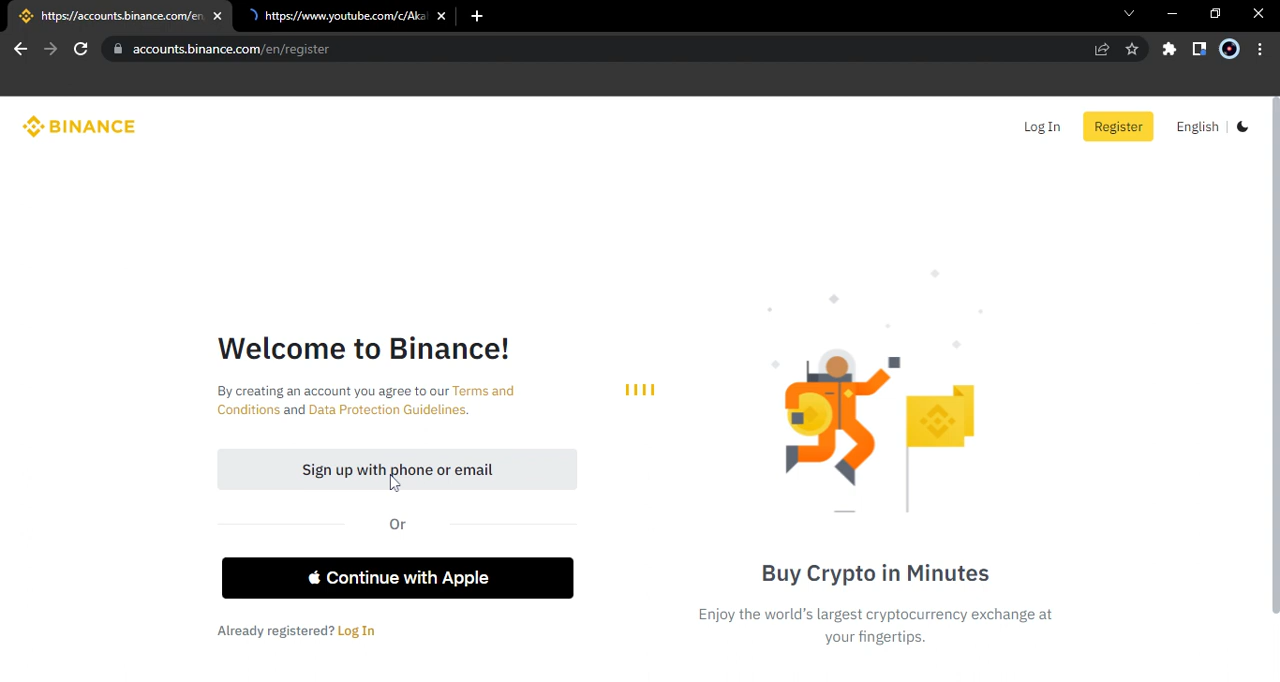 https://accounts.binance.com/en
https://www.youtube.com/c/Aka
accounts.binance.com/en/register
BINANCE
Log In
Register
English
Welcome to Binance!
By creating an account you agree to our Terms and
Conditions and Data Protection Guidelines.
Sign up with phone or email
Or
Continue with Apple
Already registered? Log In
Buy Crypto in Minutes
Enjoy the world's largest cryptocurrency exchange at
your fingertips.